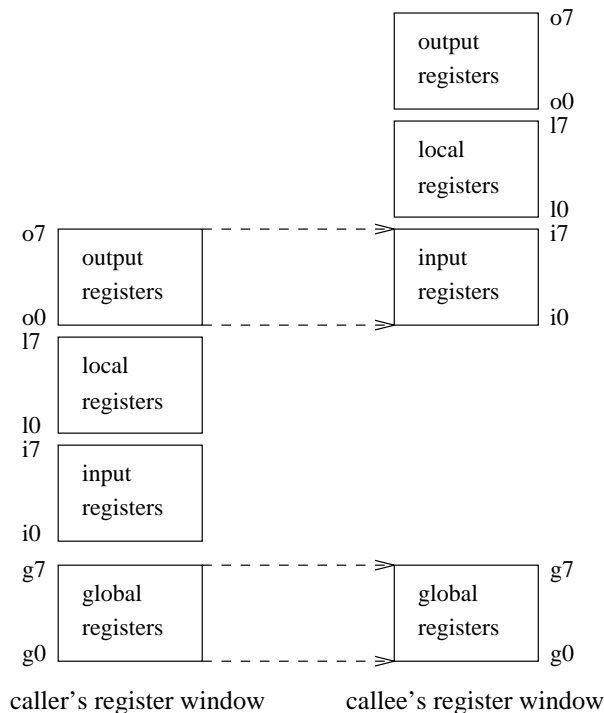 o7
output
registers
o0
l7
local
registers
l0
o7
output
registers
o0
i7
input
registers
i0
l7
local
registers
l0
i7
input
registers
i0
g7
global
registers
g0
g7
global
registers
g0
caller's register window
callee's register window